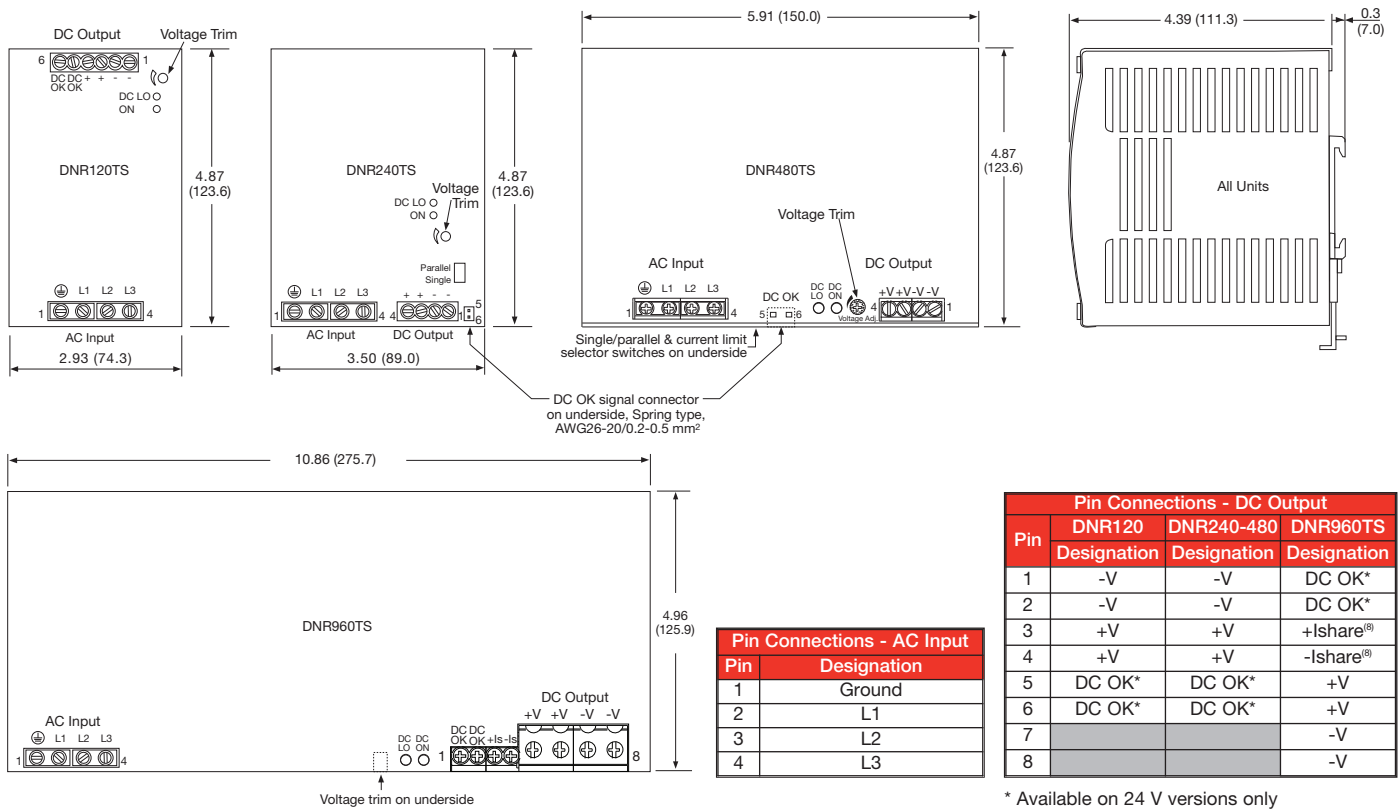 DC Output
Voltage Trim
6
1
DC DC + + - -
OK OK
DC LO
ON
DNR120TS
4.87
(123.6)
L1 L2 L3
1
4
AC Input
2.93 (74.3)
DNR240TS
4.87
(123.6)
Voltage
Trim
DC LO
ON
Parallel
Single
L1 L2 L3
+ + - -
1
4
4
1
5
6
AC Input
DC Output
3.50 (89.0)
5.91 (150.0)
DNR480TS
4.87
(123.6)
Voltage Trim
AC Input
DC Output
L1 L2 L3
1
4
DC OK
5
6
DC DC
LO ON
+V +V -V -V
4
1
Voltage Adj.
Single/parallel & current limit
selector switches on underside
DC OK signal connector
on underside, Spring type,
AWG26-20/0.2-0.5 mm²
4.39 (111.3)
0.3
(7.0)
All Units
10.86 (275.7)
DNR960TS
4.96
(125.9)
AC Input
L1 L2 L3
1
4
DC DC
LO ON
DC DC
OK OK +Is -Is
1
DC Output
+V +V -V -V
8
Voltage trim on underside
Pin Connections - AC Input
Pin Designation
1 Ground
2 L1
3 L2
4 L3
Pin Connections - DC Output
Pin DNR120 DNR240-480 DNR960TS
Designation Designation Designation
1 -V -V DC OK*
2 -V -V DC OK*
3 +V +V +Ishare(8)
4 +V +V -Ishare(8)
5 DC OK* DC OK* +V
6 DC OK* DC OK* +V
7 -V
8 -V
* Available on 24 V versions only